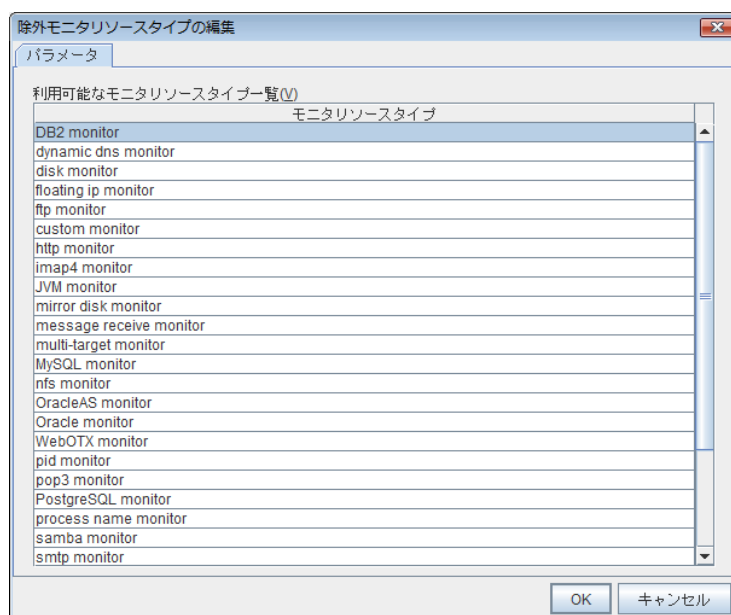 除外モニタリソースタイプの編集
パラメータ
利用可能なモニタリソースタイプ一覧(V)
モニタリソースタイプ
DB2 monitor
dynamic dns monitor
disk monitor
floating ip monitor
ftp monitor
custom monitor
http monitor
imap4 monitor
JVM monitor
mirror disk monitor
message receive monitor
multi-target monitor
MySQL monitor
nfs monitor
OracleAS monitor
Oracle monitor
WebOTX monitor
pid monitor
pop3 monitor
PostgreSQL monitor
process name monitor
samba monitor
smtp monitor
OK キャンセル